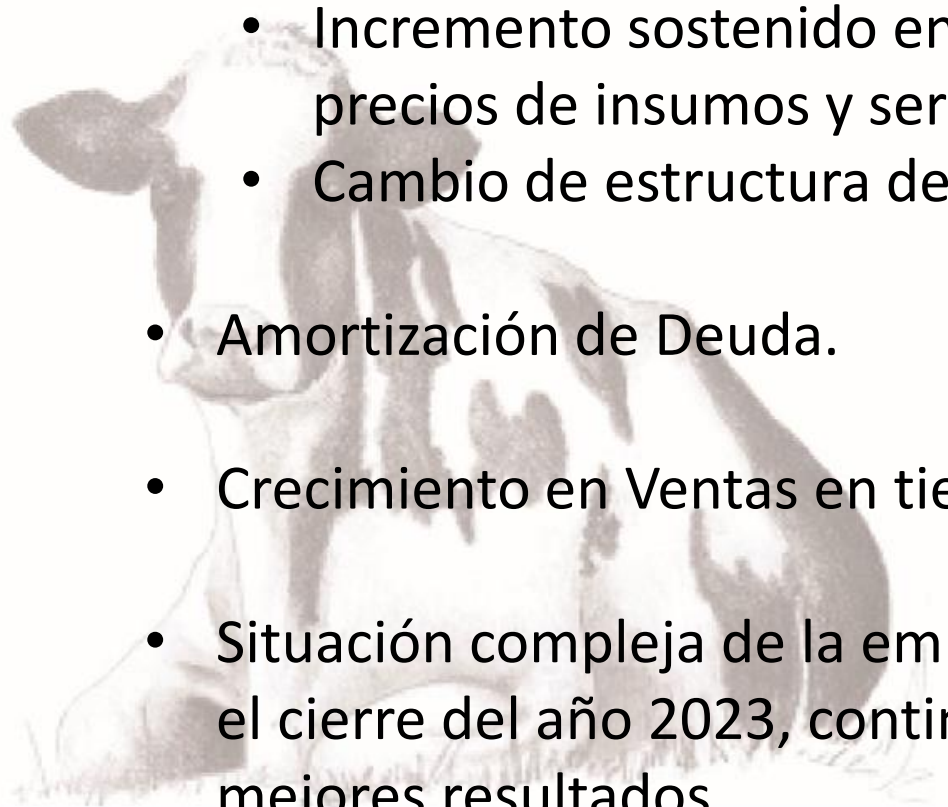 • Incremento sostenido en
precios de insumos y ser
• Cambio de estructura de
• Amortización de Deuda.
• Crecimiento en Ventas en tie
• Situación compleja de la em
el cierre del año 2023, contin
mejores resultados